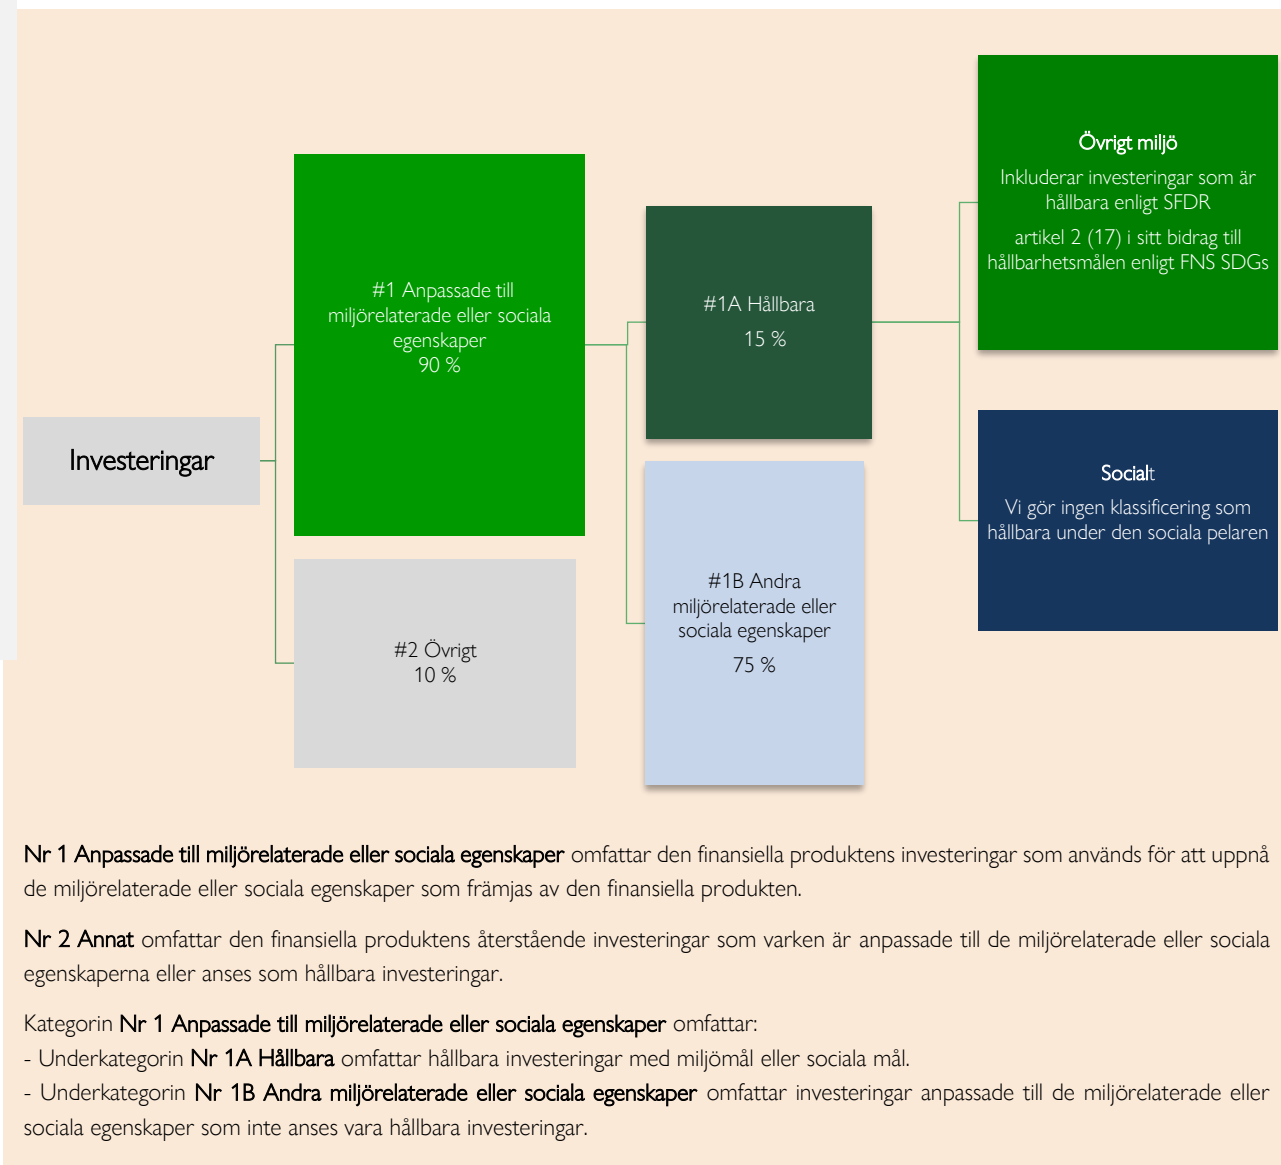 Investeringar
#1 Anpassade till
miljörelaterade eller sociala
egenskaper
90 %
#2 Övrigt
10 %
#1A Hållbara
15 %
#1B Andra
miljörelaterade eller
sociala egenskaper
75 %
Övrigt miljö
Inkluderar investeringar som är
hållbara enligt SFDR
artikel 2 (17) i sitt bidrag till
hållbarhetsmålen enligt FNS SDGs
Socialt
Vi gör ingen klassificering som
hållbara under den sociala pelaren
Nr 1 Anpassade till miljörelaterade eller sociala egenskaper omfattar den finansiella produktens investeringar som används för att uppnå
de miljörelaterade eller sociala egenskaper som främjas av den finansiella produkten.
Nr 2 Annat omfattar den finansiella produktens återstående investeringar som varken är anpassade till de miljörelaterade eller sociala
egenskaperna eller anses som hållbara investeringar.
Kategorin Nr 1 Anpassade till miljörelaterade eller sociala egenskaper omfattar:
- Underkategorin Nr 1A Hållbara omfattar hållbara investeringar med miljömål eller sociala mål.
- Underkategorin Nr 1B Andra miljörelaterade eller sociala egenskaper omfattar investeringar anpassade till de miljörelaterade eller
sociala egenskaper som inte anses vara hållbara investeringar.